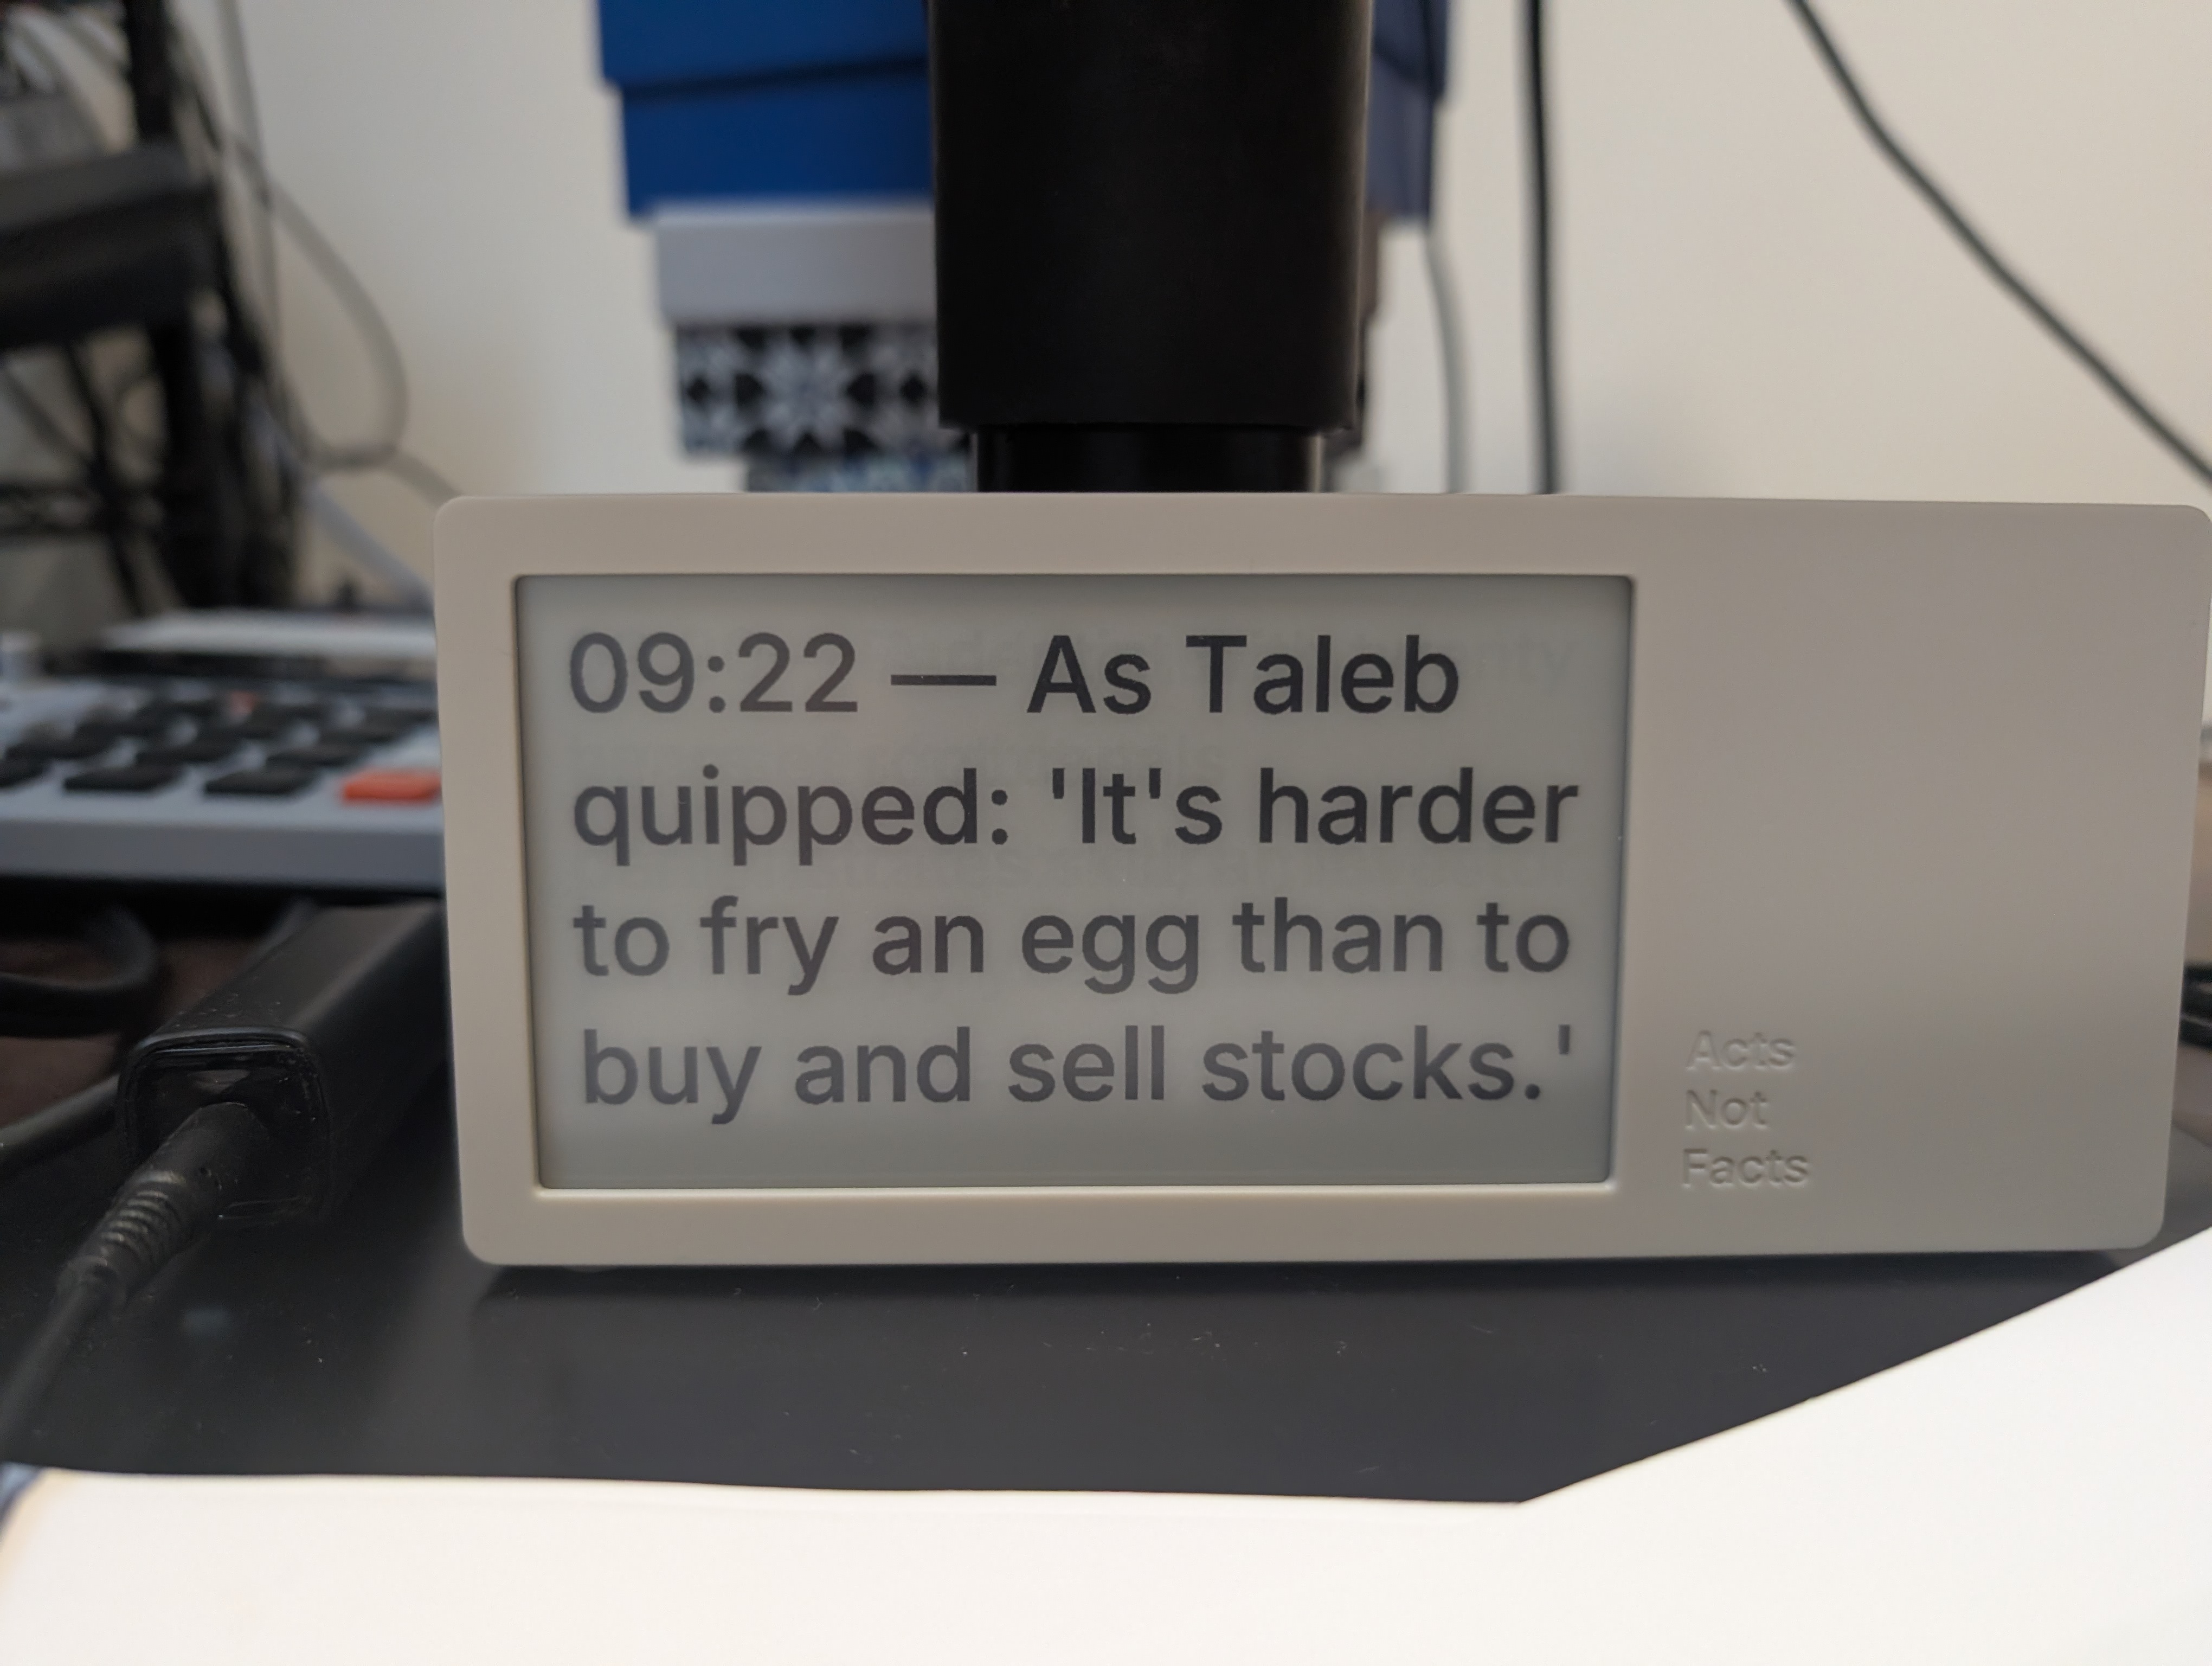 09:22 — As Taleb
quipped: 'It's harder
to fry an egg than to
buy and sell stocks.'
Acts
Not
Facts